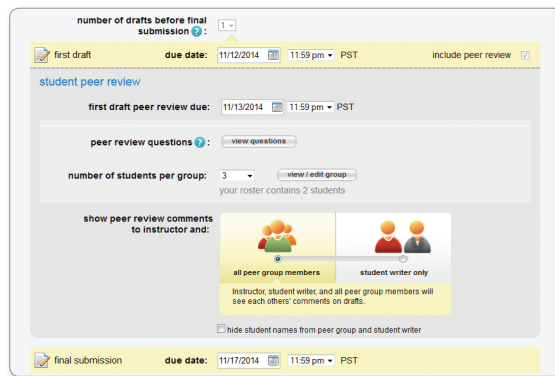 number of drafts before final
submission ? :
1
first draft due date: 11/12/2014 11:59 pm PST include peer review
student peer review
first draft peer review due: 11/13/2014 11:59 pm PST
peer review questions ? : view questions
number of students per group: 3 view / edit group
your roster contains 2 students
show peer review comments
to instructor and:
all peer group members student writer only
Instructor, student writer, and all peer group members will
see each others' comments on drafts.
hide student names from peer group and student writer
final submission due date: 11/17/2014 11:59 pm PST